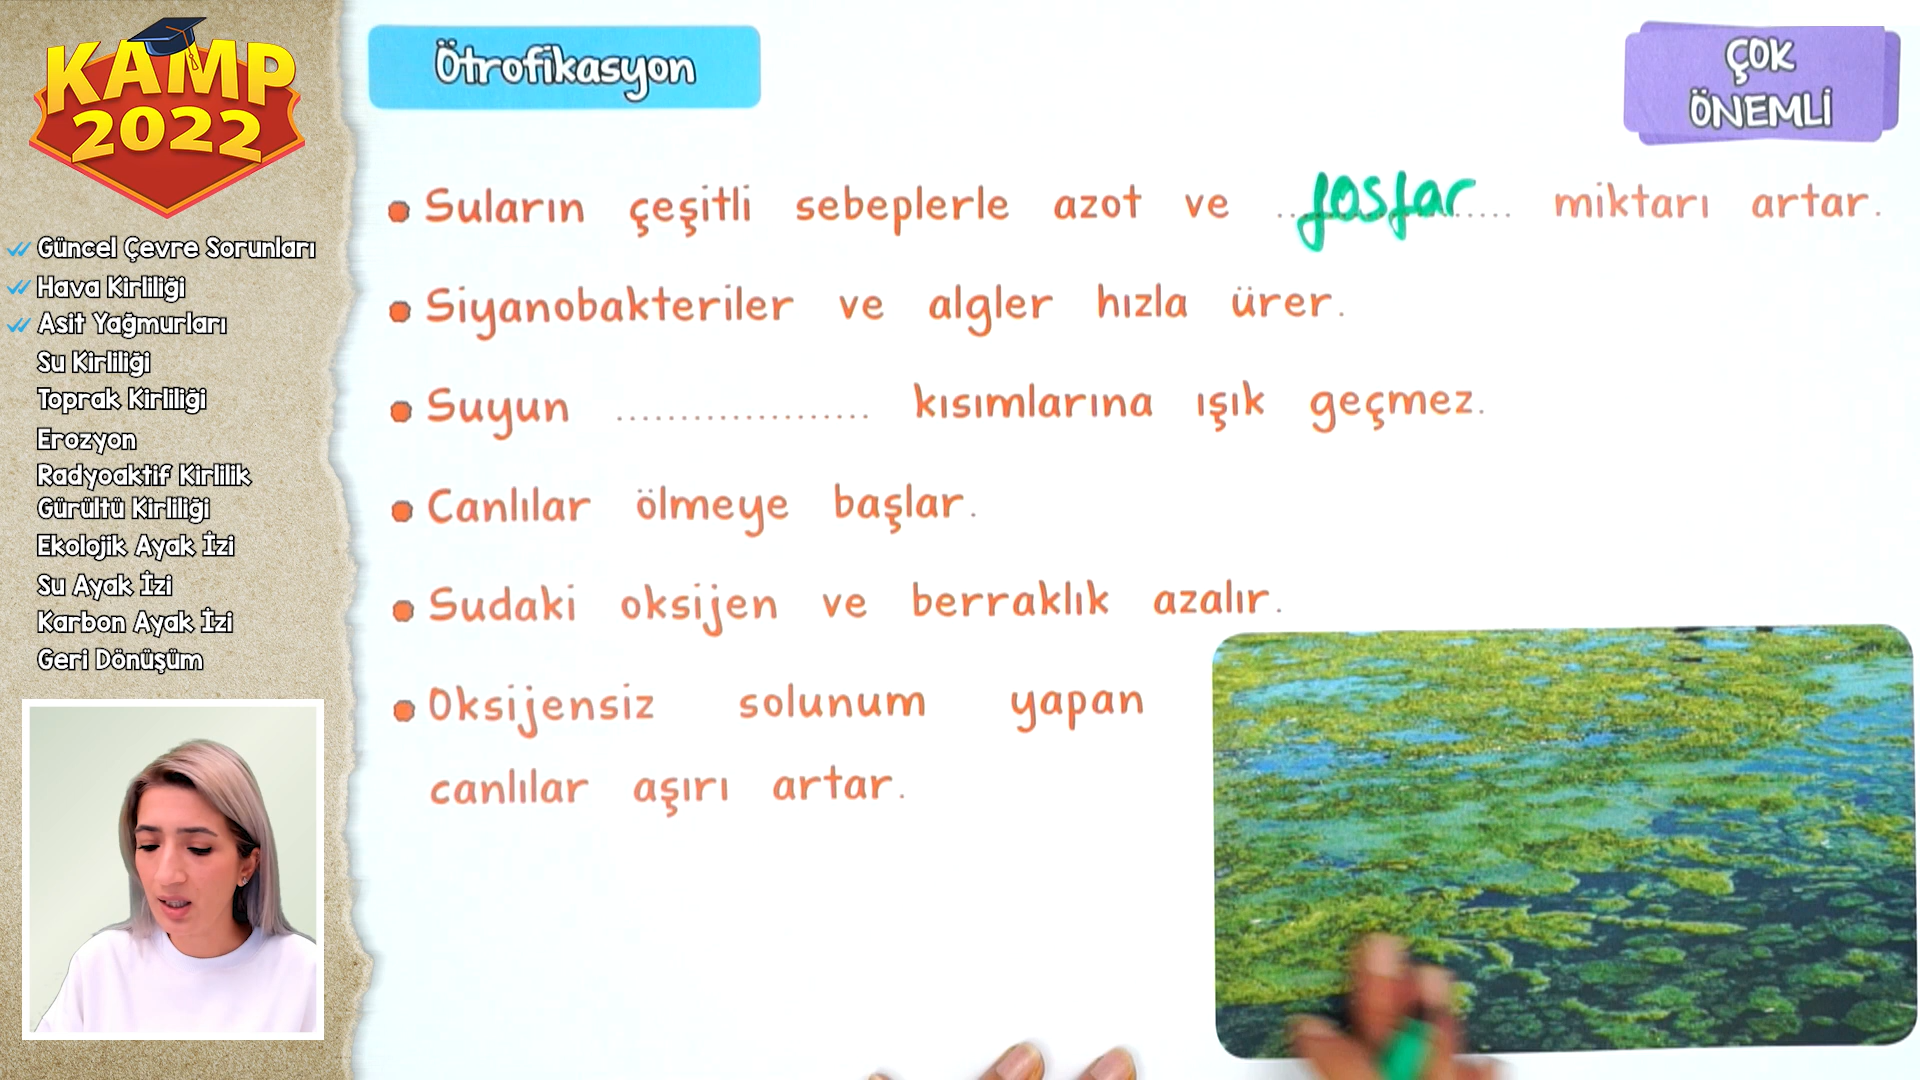 KAMP
2022
Güncel Çevre Sorunları
Hava Kirliliği
Asit Yağmurları
Su Kirliliği
Toprak Kirliliği
Erozyon
Radyoaktif Kirlilik
Gürültü Kirliliği
Ekolojik Ayak İzi
Su Ayak İzi
Karbon Ayak İzi
Geri Dönüşüm
Ötrofikasyon
ÇOK
ÖNEMLİ
Suların çeşitli sebeplerle azot ve fosfor miktarı artar.
Siyanobakteriler ve algler hızla ürer.
Suyun .................... kısımlarına ışık geçmez.
Canlılar ölmeye başlar.
Sudaki oksijen ve berraklık azalır.
Oksijensiz solunum yapan
canlılar aşırı artar.